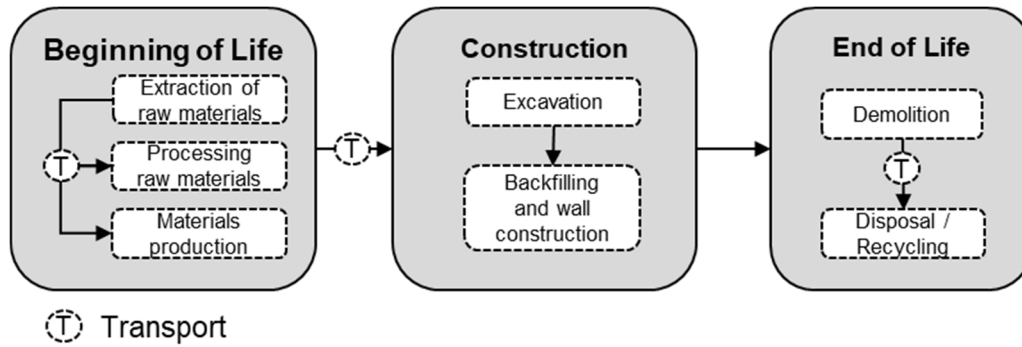 Beginning of Life
Extraction of
raw materials
T
Processing
raw materials
Materials
production
T
Construction
Excavation
Backfilling
and wall
construction
End of Life
Demolition
T
Disposal /
Recycling
T Transport